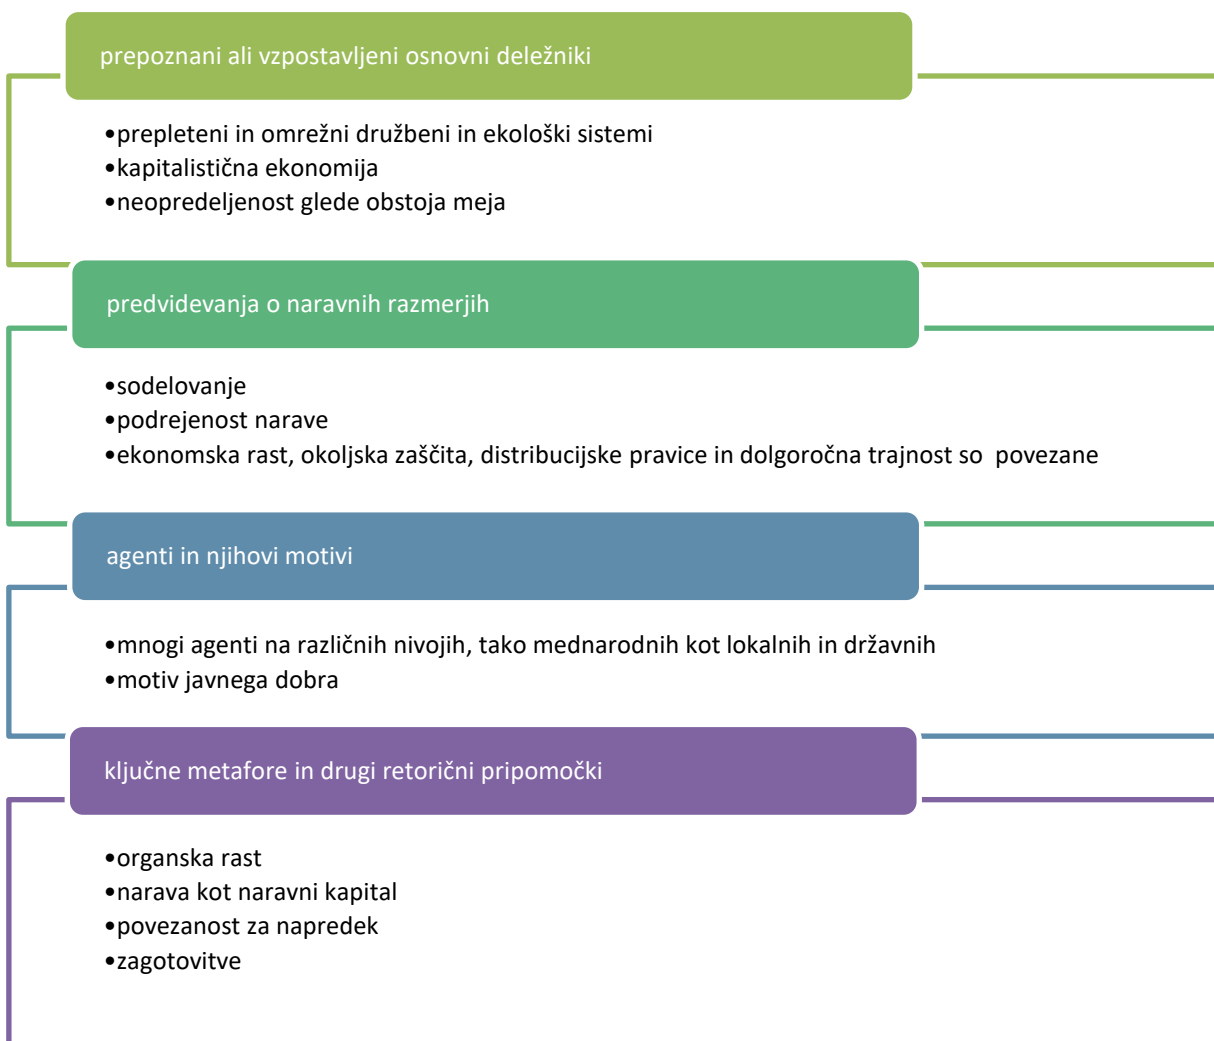 prepoznani ali vzpostavljeni osnovni deležniki
•prepleteni in omrežni družbeni in ekološki sistemi
•kapitalistična ekonomija
•neopredeljenost glede obstoja meja
predvidevanja o naravnih razmerjih
•sodelovanje
•podrejenost narave
•ekonomska rast, okoljska zaščita, distribucijske pravice in dolgoročna trajnost so  povezane
agenti in njihovi motivi
•mnogi agenti na različnih nivojih, tako mednarodnih kot lokalnih in državnih
•motiv javnega dobra
ključne metafore in drugi retorični pripomočki
•organska rast
•narava kot naravni kapital
•povezanost za napredek
•zagotovitve